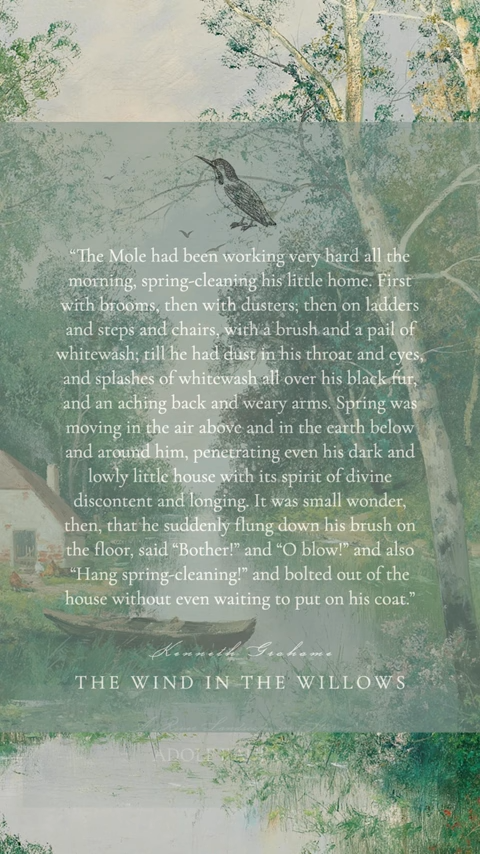 “The Mole had been working very hard all the
morning, spring-cleaning his little home. First
with brooms, then with dusters; then on ladders
and steps and chairs, with a brush and a pail of
whitewash; till he had dust in his throat and eyes,
and splashes of whitewash all over his black fur,
and an aching back and weary arms. Spring was
moving in the air above and in the earth below
and around him, penetrating even his dark and
lowly little house with its spirit of divine
discontent and longing. It was small wonder,
then, that he suddenly flung down his brush on
the floor, said “Bother!” and “O blow!” and also
“Hang spring-cleaning!” and bolted out of the
house without even waiting to put on his coat.”
Kenneth Grahame
THE WIND IN THE WILLOWS